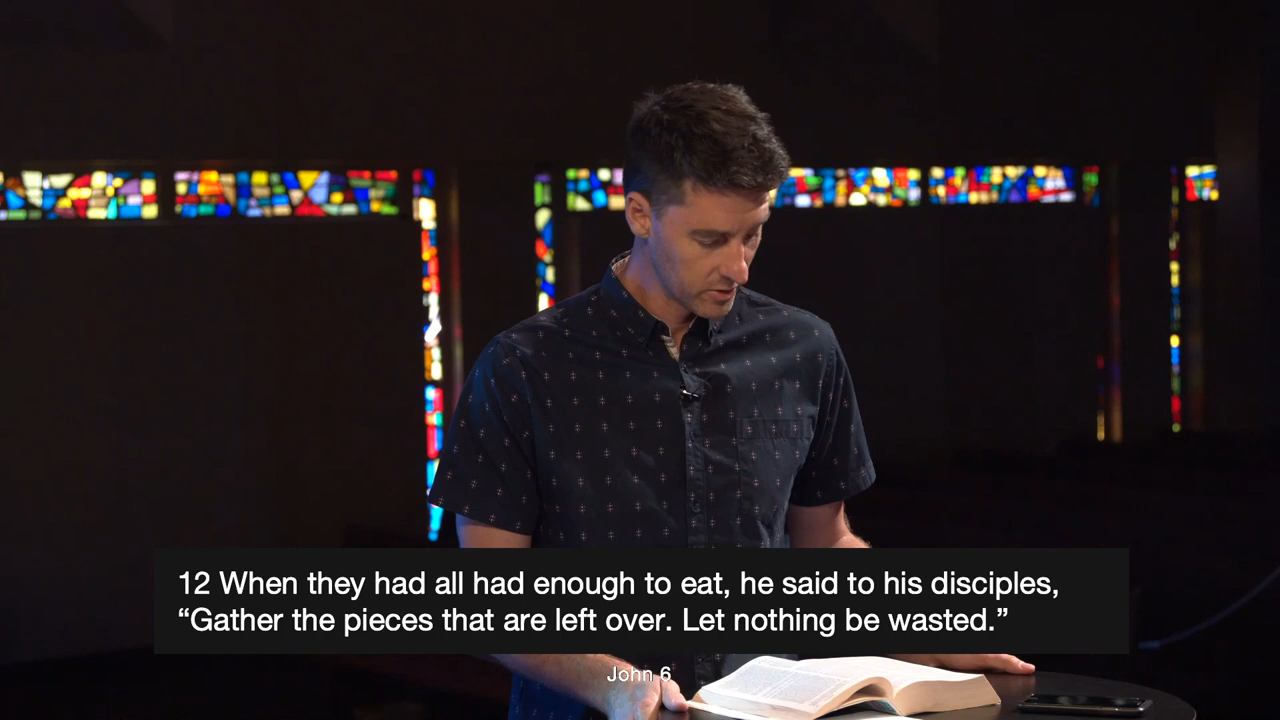 12 When they had all had enough to eat, he said to his disciples,
“Gather the pieces that are left over. Let nothing be wasted.”
John 6